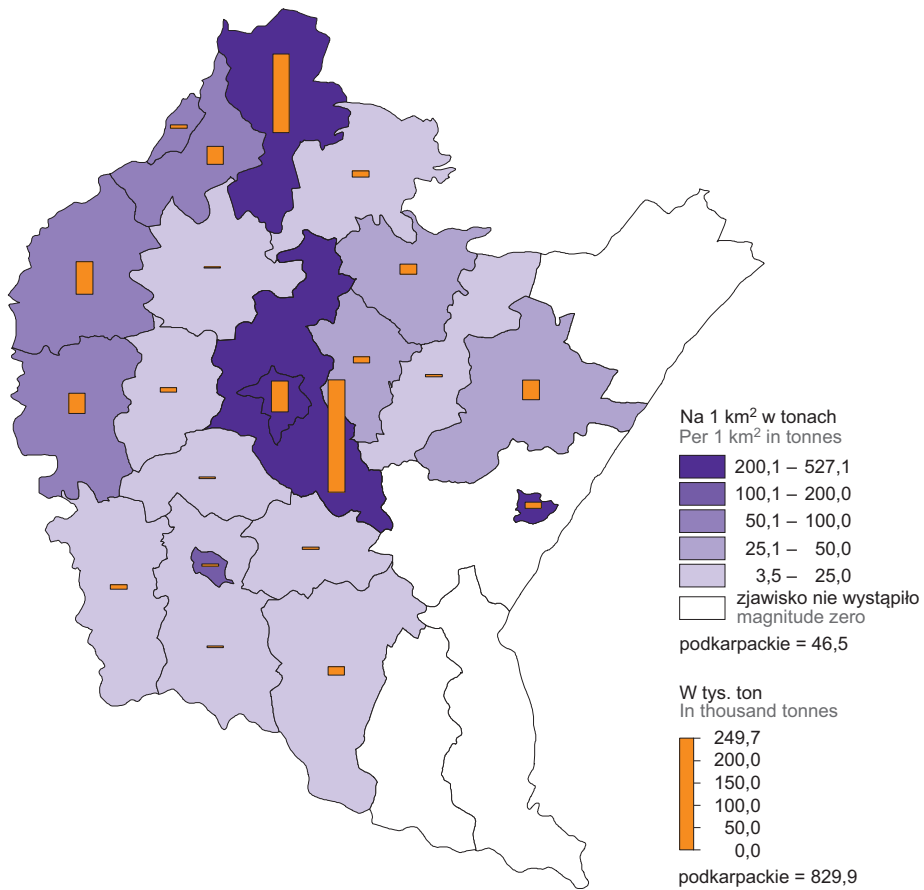 Na 1 km² w tonach
Per 1 km² in tonnes
200,1 – 527,1
100,1 – 200,0
50,1 – 100,0
25,1 – 50,0
3,5 – 25,0
zjawisko nie wystąpiło
magnitude zero
podkarpackie = 46,5
W tys. ton
In thousand tonnes
249,7
200,0
150,0
100,0
50,0
0,0
podkarpackie = 829,9